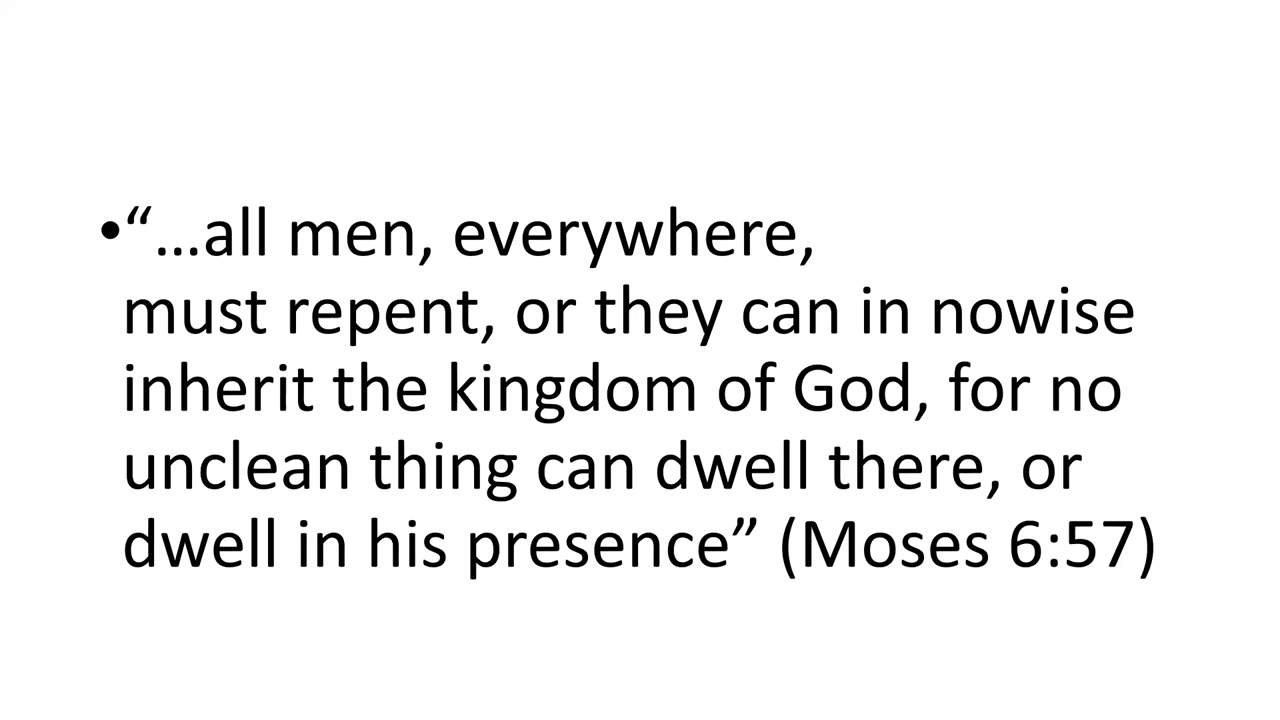 •“…all men, everywhere,
must repent, or they can in nowise
inherit the kingdom of God, for no
unclean thing can dwell there, or
dwell in his presence” (Moses 6:57)